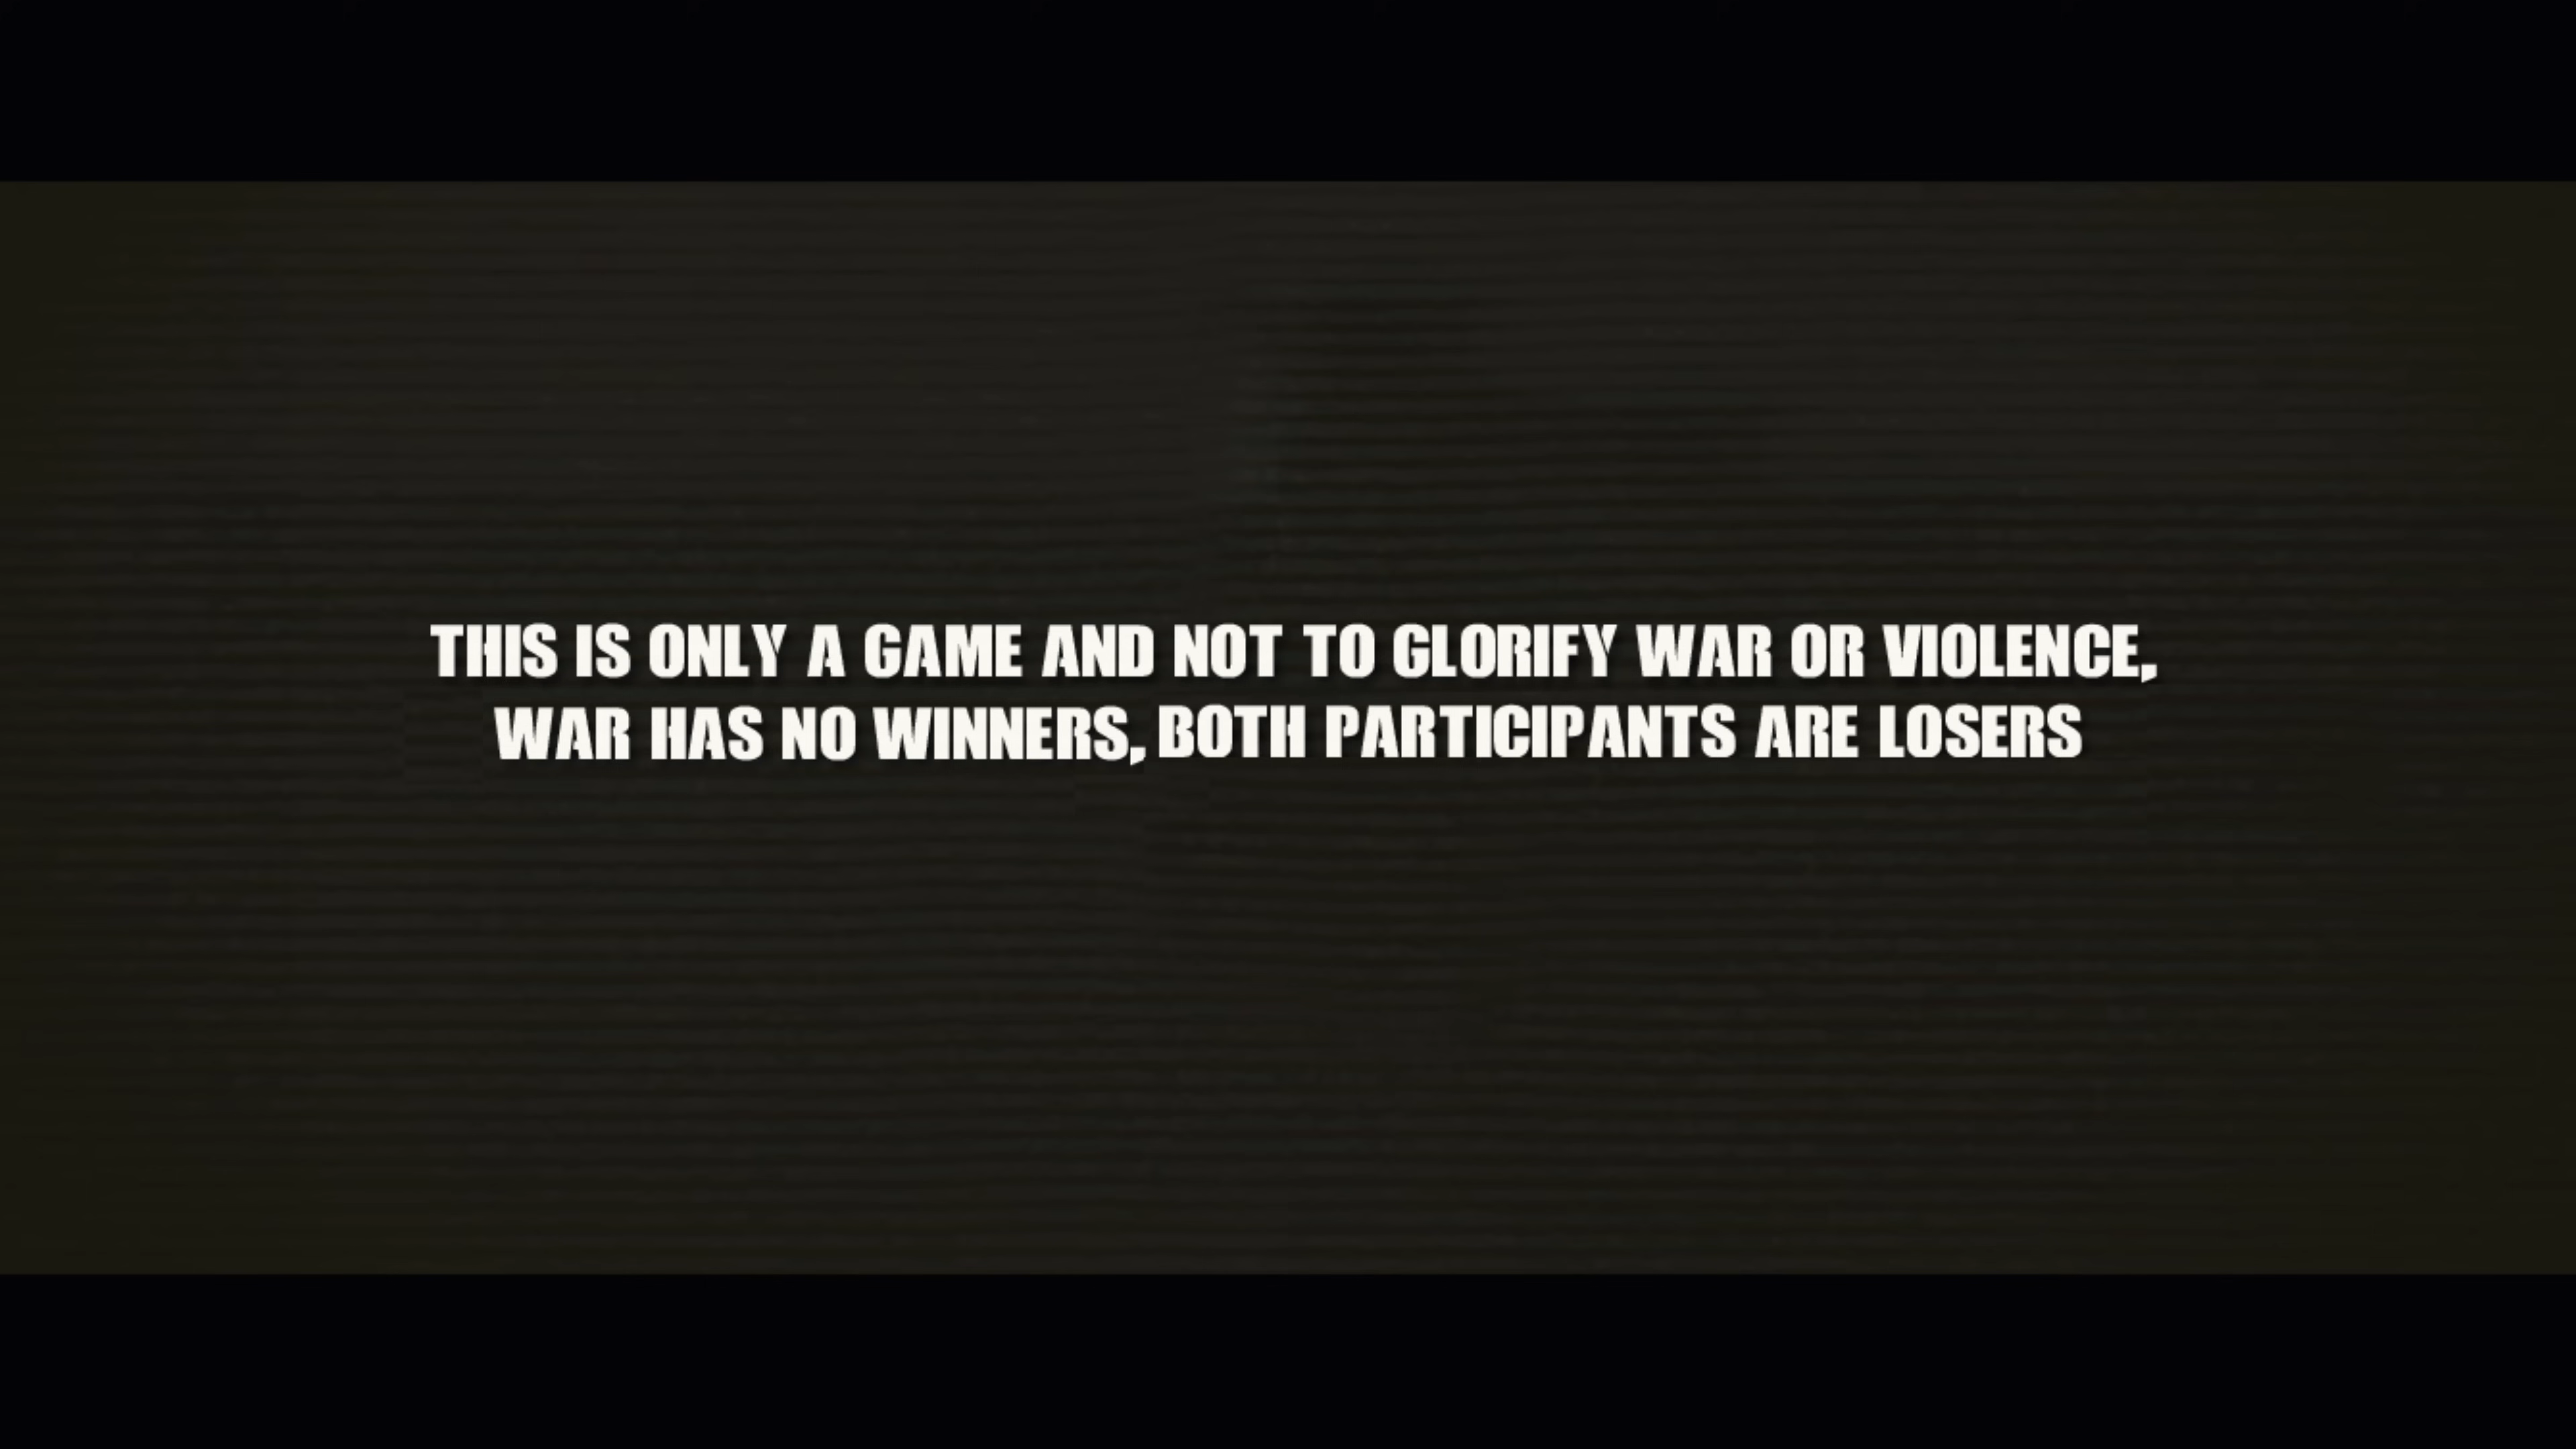 THIS IS ONLY A GAME AND NOT TO GLORIFY WAR OR VIOLENCE,
WAR HAS NO WINNERS, BOTH PARTICIPANTS ARE LOSERS